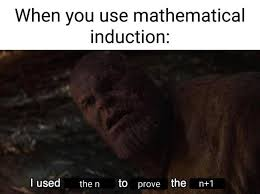 When you use mathematical
induction:
I used the n to prove the n+1